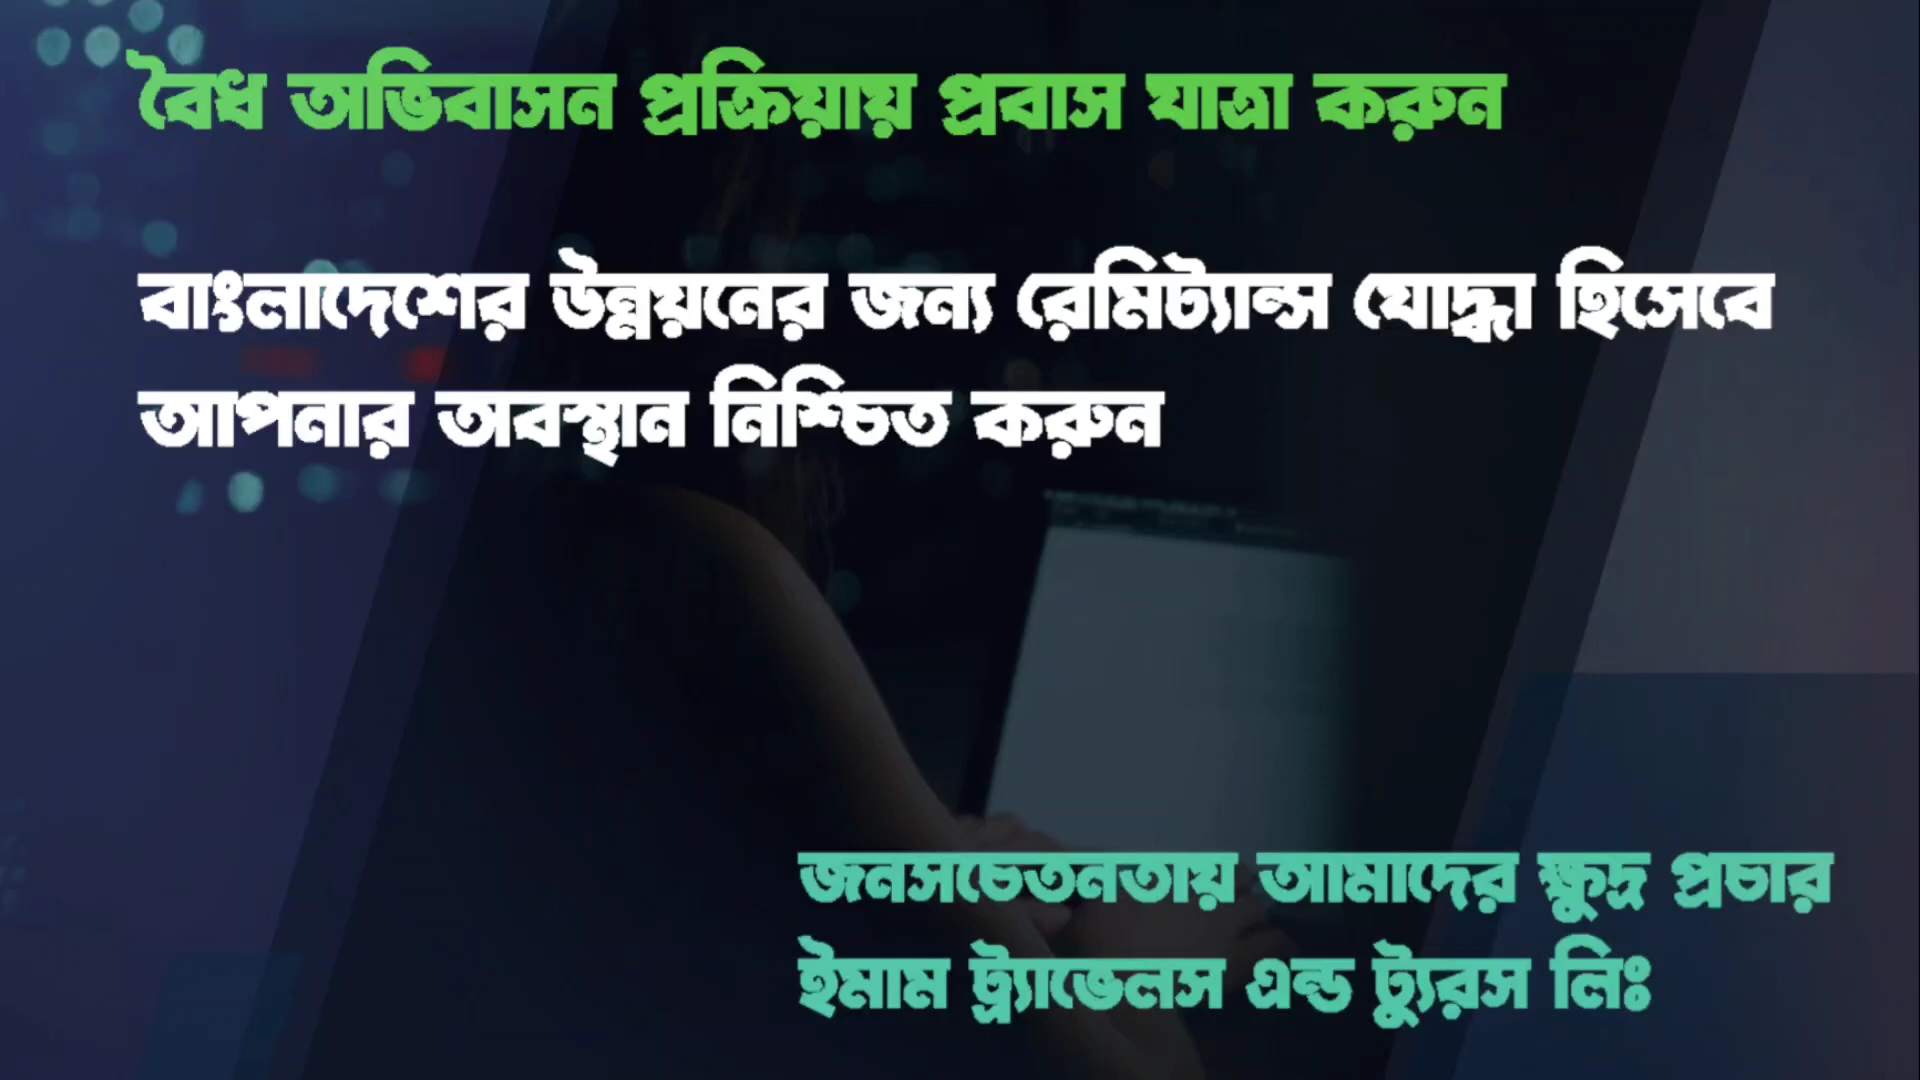 বৈধ অভিবাসন প্রক্রিয়ায় প্রবাস যাত্রা করুন
বাংলাদেশের উন্নয়নের জন্য রেমিট্যান্স যোদ্ধা হিসেবে
আপনার অবস্থান নিশ্চিত করুন
জনসচেতনতায় আমাদের ক্ষুদ্র প্রচার
ইমাম ট্র্যাভেলস এন্ড ট্যুরস লিঃ